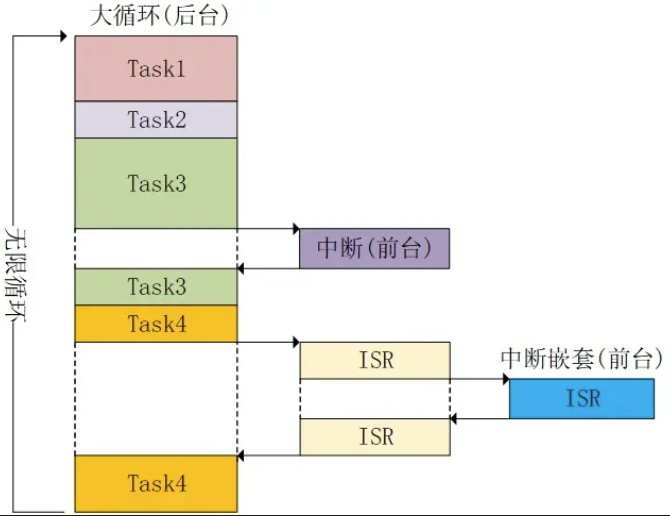 大循环(后台)
Task1
Task2
Task3
中断(前台)
Task3
Task4
ISR
中断嵌套(前台)
ISR
ISR
Task4
无限循环